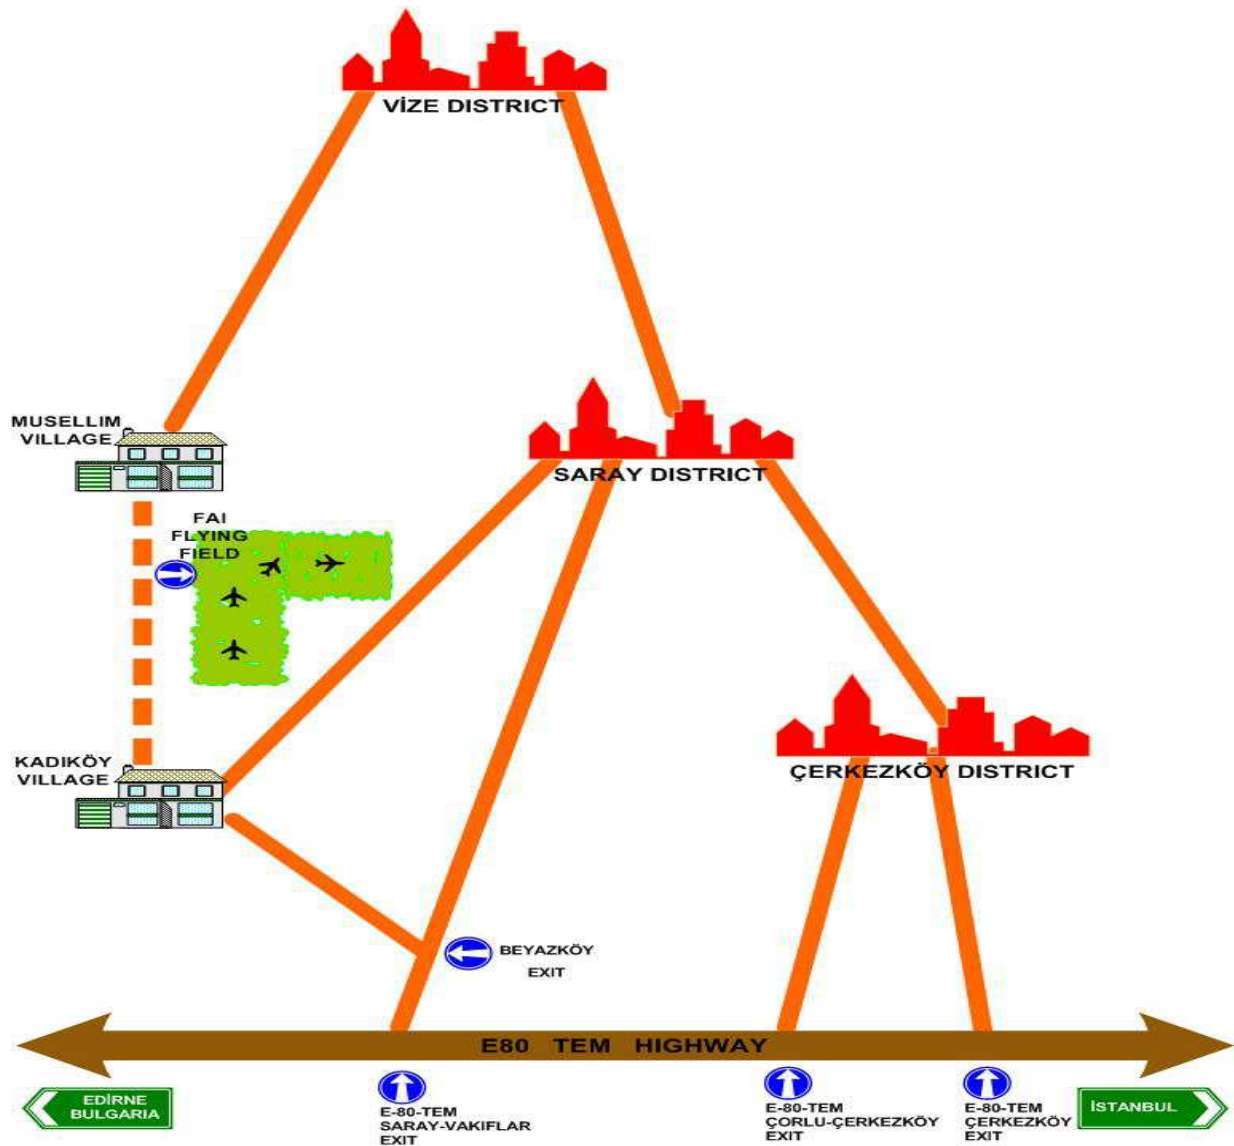 VİZE DISTRICT
MUSELLIM
VILLAGE
SARAY DISTRICT
FAI
FLYING
FIELD
KADIKÖY
VILLAGE
ÇERKEZKÖY DISTRICT
BEYAZKÖY
EXIT
E80 TEM HIGHWAY
EDİRNE
BULGARIA
E-80-TEM
SARAY-VAKIFLAR
EXIT
E-80-TEM
ÇORLU-ÇERKEZKÖY
EXIT
E-80-TEM
ÇERKEZKÖY
EXIT
İSTANBUL